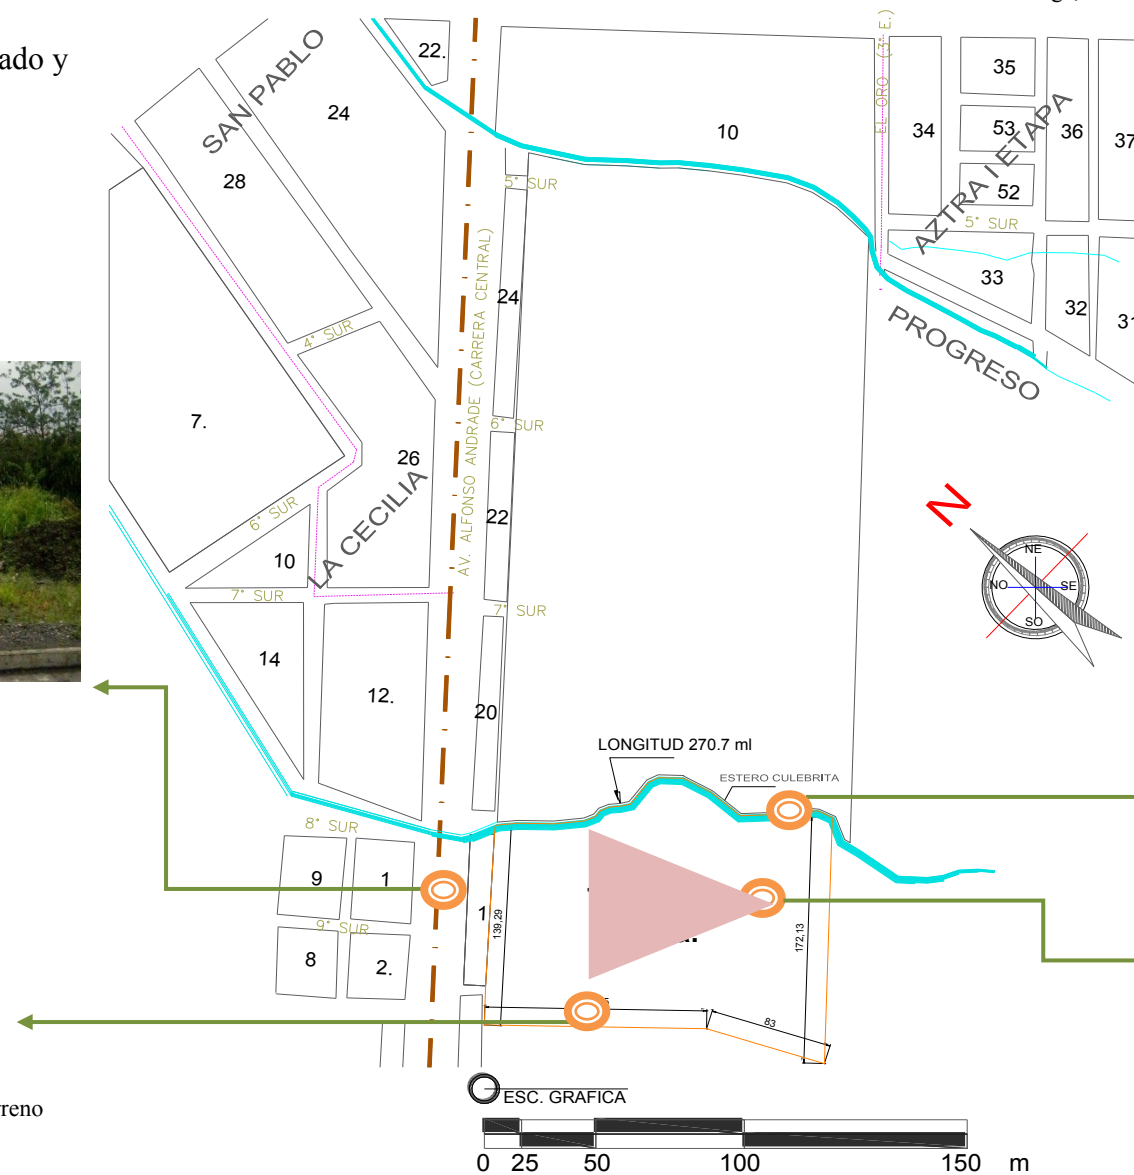 ado y
SAN PABLO
22.
24
28
10
EL ORO (3° E.)
34
35
53
52
36
37
AZTRA I ETAPA
5° SUR
5° SUR
33
32
31
PROGRESO
24
4° SUR
AV. ALFONSO ANDRADE (CARRERA CENTRAL)
7.
26
6° SUR
LA CECILIA
22
6° SUR
10
7° SUR
7° SUR
N
NE
NO
SE
SO
14
12.
20
LONGITUD 270.7 ml
ESTERO CULEBRITA
8° SUR
9
1
1
139,29
172,13
9° SUR
8
2.
83
ESC. GRAFICA
rreno
0 25 50 100 150 m